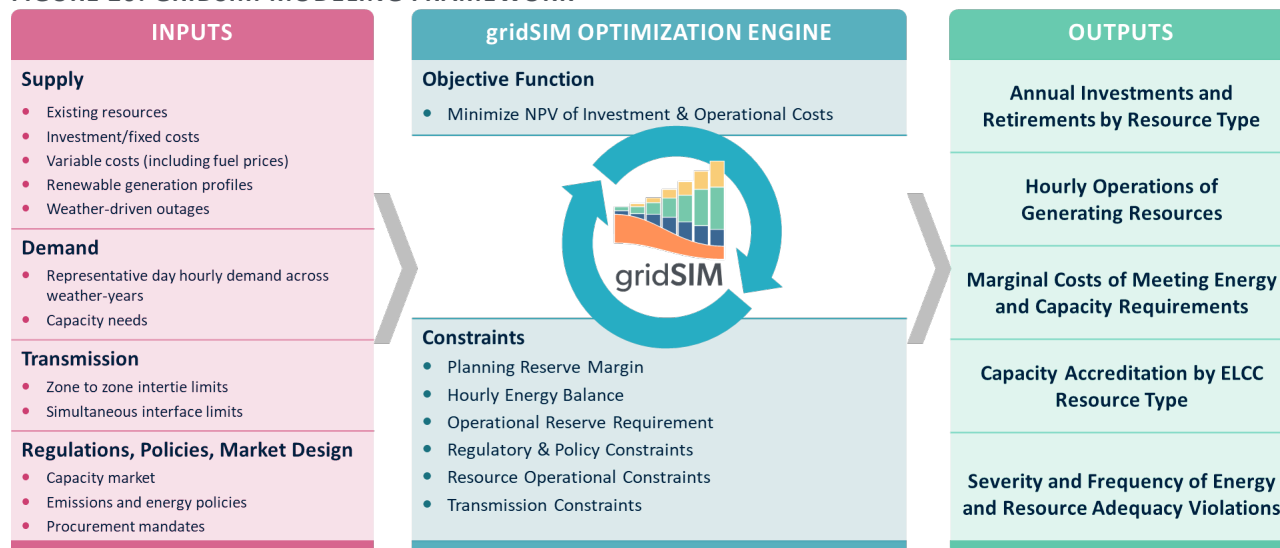 INPUTS
Supply
Existing resources
Investment/fixed costs
Variable costs (including fuel prices)
Renewable generation profiles
Weather-driven outages
Demand
Representative day hourly demand across
weather-years
Capacity needs
Transmission
Zone to zone intertie limits
Simultaneous interface limits
Regulations, Policies, Market Design
Capacity market
Emissions and energy policies
Procurement mandates
gridSIM OPTIMIZATION ENGINE
Objective Function
Minimize NPV of Investment & Operational Costs
gridSIM
Constraints
Planning Reserve Margin
Hourly Energy Balance
Operational Reserve Requirement
Regulatory & Policy Constraints
Resource Operational Constraints
Transmission Constraints
OUTPUTS
Annual Investments and
Retirements by Resource Type
Hourly Operations of
Generating Resources
Marginal Costs of Meeting Energy
and Capacity Requirements
Capacity Accreditation by ELCC
Resource Type
Severity and Frequency of Energy
and Resource Adequacy Violations